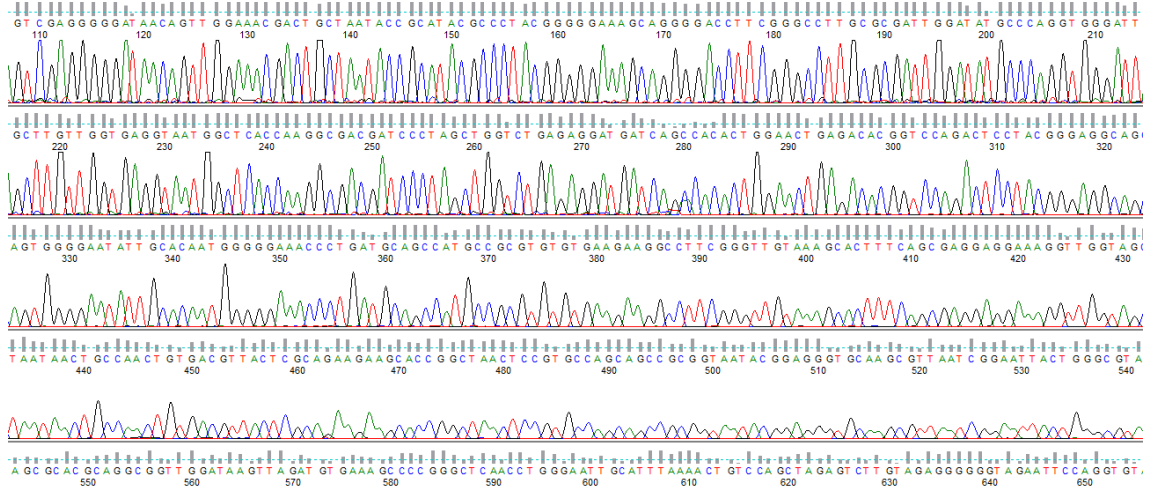 GTCGAGGGGGATAACAGTTGGAAACGACTGCTAATACCGCATACGCCCTACGGGGGAAAGCAGGGGACCTTCGGGCCTTGCGCGATTGGATATGCCCAGGTGGGATT
110 120 130 140 150 160 170 180 190 200 210
GCTTGTTGGTGAGGTAATGGCTCACCAAGGCGACGATCCCTAGCTGGTCTGAGAGGATGATCAGCCACACTGGAACTGAGACACGGTCCAGACTCCTACGGGAGGCAG
220 230 240 250 260 270 280 290 300 310 320
AGTGGGGAATATTGCACAATGGGGGAAACCCTGATGCAGCCATGCCGCGTGTGTGAAGAAGGCCTTCGGGTTGTAAAGCACTTTCAGCGAGGAGGAAAGGTTGGTAG
330 340 350 360 370 380 390 400 410 420 430
TAATAACTGCCAACTGTGACGTTACTCGCAGAAGAAGCACCGGCTAACTCCGTGCCAGCAGCCGCGGTAATACGGAGGGTGCAAGCGTTAATCGGAATTACTGGGCGTA
440 450 460 470 480 490 500 510 520 530 540
AGCGCACGCAGGCGGTTGGATAAGTTAGATGTGAAAGCCCCGGGCTCAACCTGGGAATTGCATTTAAAACTGTCCAGCTAGAGTCTTGTAGAGGGGGGTAGAATTCCAGGTGT
550 560 570 580 590 600 610 620 630 640 650